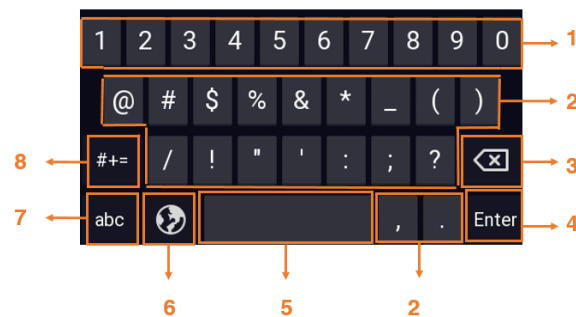 1 2 3 4 5 6 7 8 9 0 1
@ # $ % & * _ ( ) 2
8 #+= / ! " ' : ; ? 3
7 abc , . Enter 4
6 5 2